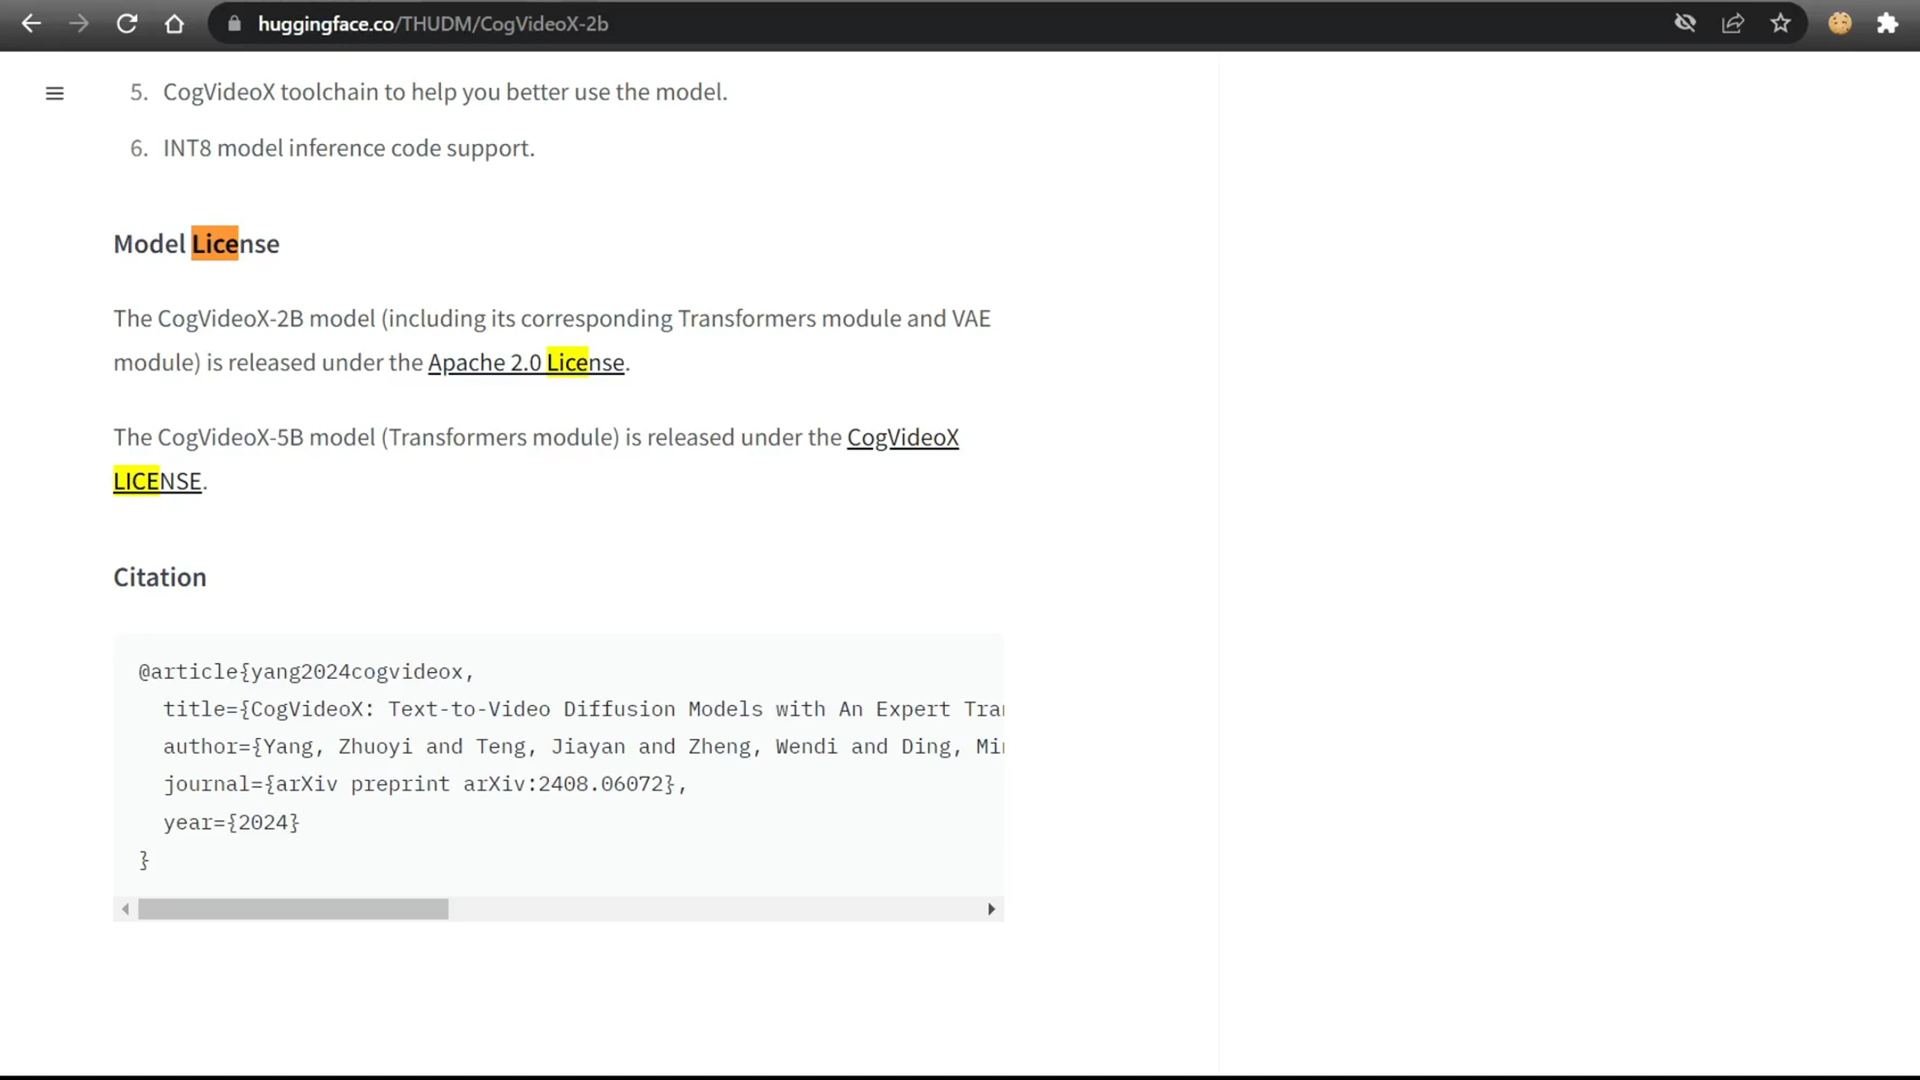 huggingface.co/THUDM/CogVideoX-2b
5. CogVideoX toolchain to help you better use the model.
6. INT8 model inference code support.
Model License
The CogVideoX-2B model (including its corresponding Transformers module and VAE
module) is released under the Apache 2.0 License.
The CogVideoX-5B model (Transformers module) is released under the CogVideoX
LICENSE.
Citation
@article{yang2024cogvideox,
title={CogVideoX: Text-to-Video Diffusion Models with An Expert
author={Yang, Zhuoyi and Teng, Jiayan and Zheng, Wendi and Ding,
journal={arXiv preprint arXiv:2408.06072},
year={2024}
}